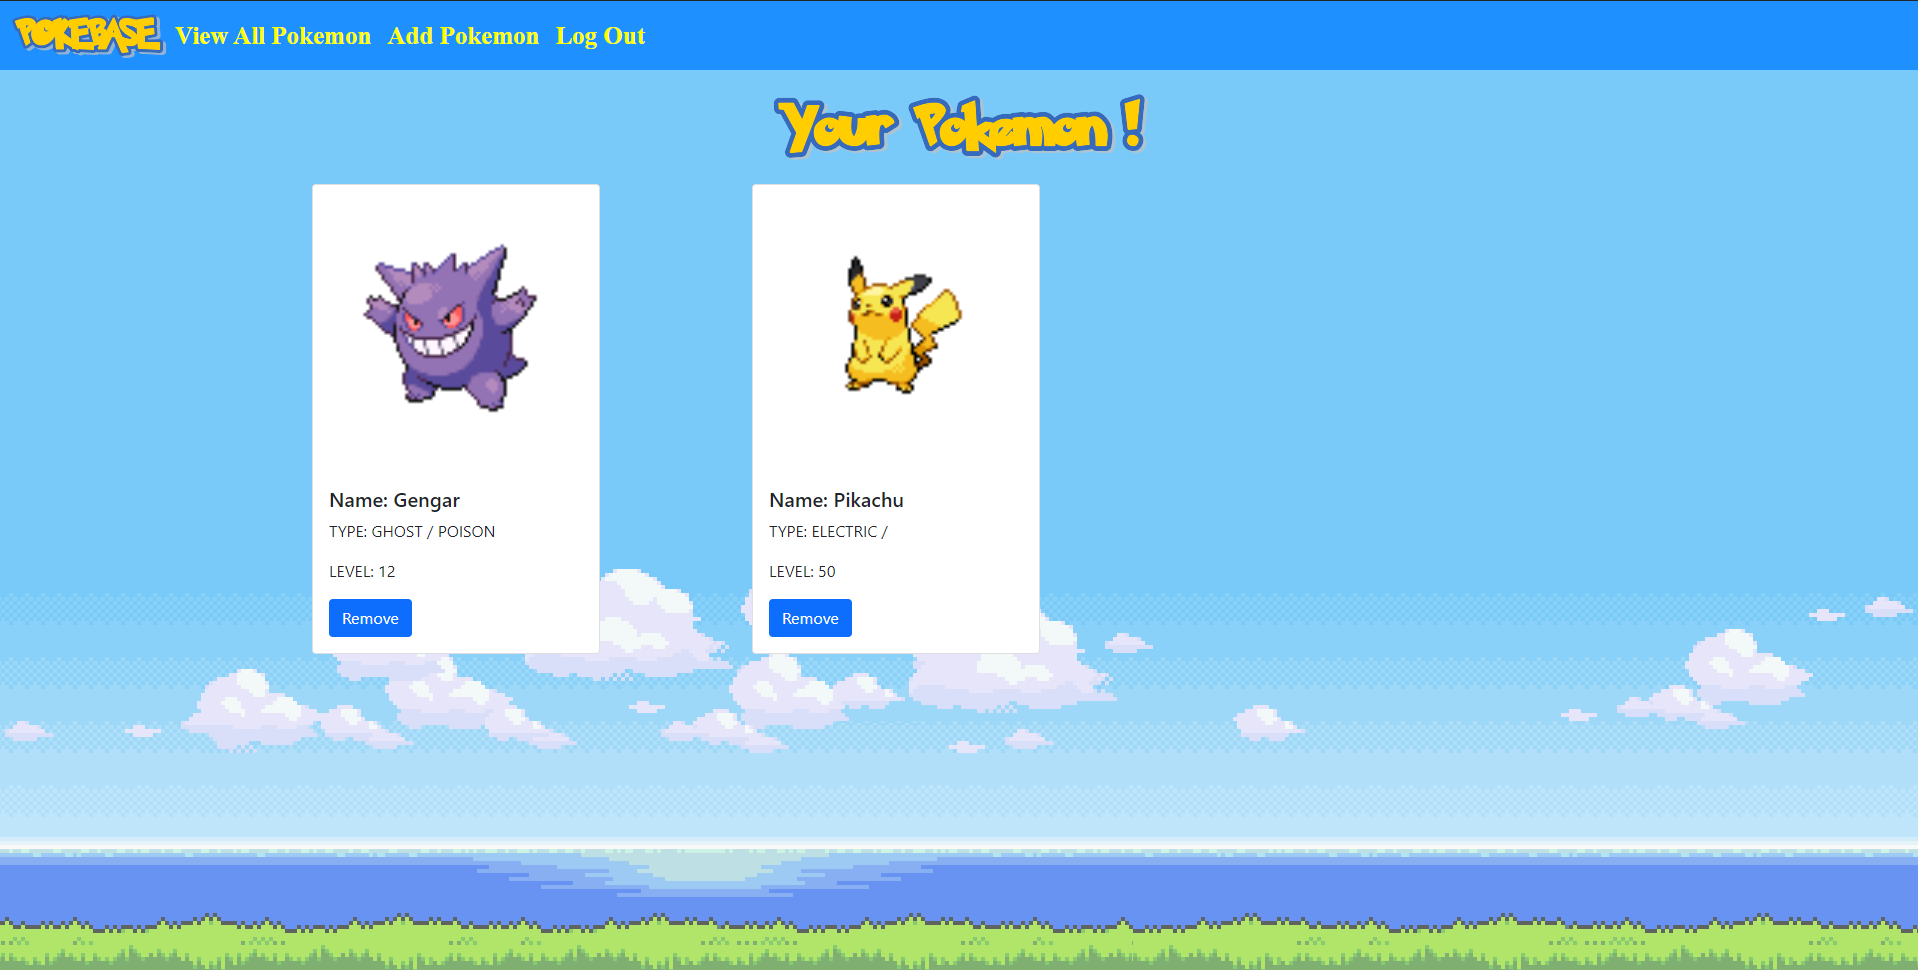 POKEBASE View All Pokemon Add Pokemon Log Out
Your Pokemon !
Name: Gengar
TYPE: GHOST / POISON
LEVEL: 12
Remove
Name: Pikachu
TYPE: ELECTRIC /
LEVEL: 50
Remove